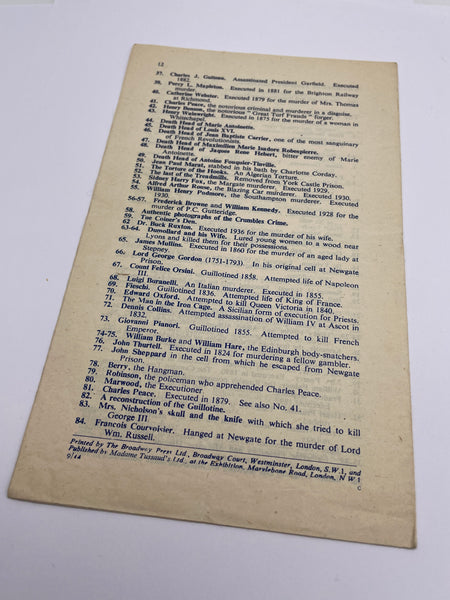 12
37. Charles J. Guiteau. Assassinated President Garfield. Executed
1882.
39. Percy L. Mapleton. Executed in 1881 for the Brighton Railway
murder.
40. Catherine Webster. Executed 1879 for the murder of Mrs. Thomas
at Richmond.
41. Charles Peace, the notorious criminal and murderer in a disguise.
42. Henry Benson, the notorious "Great Turf Frauds" forger.
43. Henry Wainwright. Executed in 1875 for the murder of a woman in
Whitechapel.
44. Death Head of Marie Antoinette.
45. Death Head of Louis XVI.
46. Death Head of Jean Baptiste Carrier, one of the most sanguinary
of French Revolutionists.
47. Death Head of Maximilien Marie Isadore Robespierre.
48. Death Head of Jaques Rene Hebert, bitter enemy of Marie
Antoinette.
49. Death Head of Antoine Fouquier-Tinville.
50. Jean Paul Marat, stabbed in his bath by Charlotte Corday.
51. The Torture of the Hooks. An Algerian Torture.
52. The last of the Treadmills. Removed from York Castle Prison.
53. Sidney Harry Fox, the Margate murderer. Executed 1930.
54. Alfred Arthur Rouse, the Blazing Car murderer. Executed 1929.
55. William Henry Podmore, the Southampton murderer. Executed
1930.
56-57. Frederick Browne and William Kennedy. Executed 1928 for the
murder of P.C. Gutteridge.
58. Authentic photographs of the Crumbles Crime.
59. The Coiner's Den.
62. Dr. Buck Ruxton. Executed 1936 for murder of his wife.
63-64. Dumollard and his Wife. Lured young women to a wood near
Lyons and killed them for their possessions.
65. James Mullins. Executed in 1860 for the murder of an aged lady at
Stepney
66. Lord George Gordon (1751-1793). In his original cell at Newgate
Prison.
67. Count Felice Orsini. Guillotined 1858. Attempted life of Napoleon
III.
68. Luigi Buranelli. An Italian murderer. Executed in 1855.
69. Fieschi. Guillotined 1836. Attempted life of King of France.
70. Edward Oxford. Attempted to kill Queen Victoria in 1840.
71. The Man in the Iron Cage. A Sicilian form of execution for Priests.
72. Dennis Collins. Attempted assassination of William IV at Ascot in
1832.
73. Giovanni Pianori. Guillotined 1855. Attempted to kill French
Emperor.
74-75. William Burke and William Hare, the Edinburgh body-snatchers.
76. John Thurtell. Executed in 1824 for murdering a fellow gambler.
77. John Sheppard in the cell from which he escaped from Newgate
Prison.
78. Berry, the Hangman.
79. Robinson, the policeman who apprehended Charles Peace.
80. Marwood, the Executioner
81. Charles Peace. Executed in 1879. See also No. 41.
82. A reconstruction of the Guillotine.
83. Mrs. Nicholson's skull and the knife with which she tried to kill
George III.
84. Francois Courvoisier. Hanged at Newgate for the murder of Lord
Wm. Russell.
Printed by The Broadway Press Ltd., Broadway Court, Westminster, London, S.W.1, and
Published by Madame Tussaud's Ltd., at the Exhibition, Marylebone Road, London, N.W.1
9/44
C